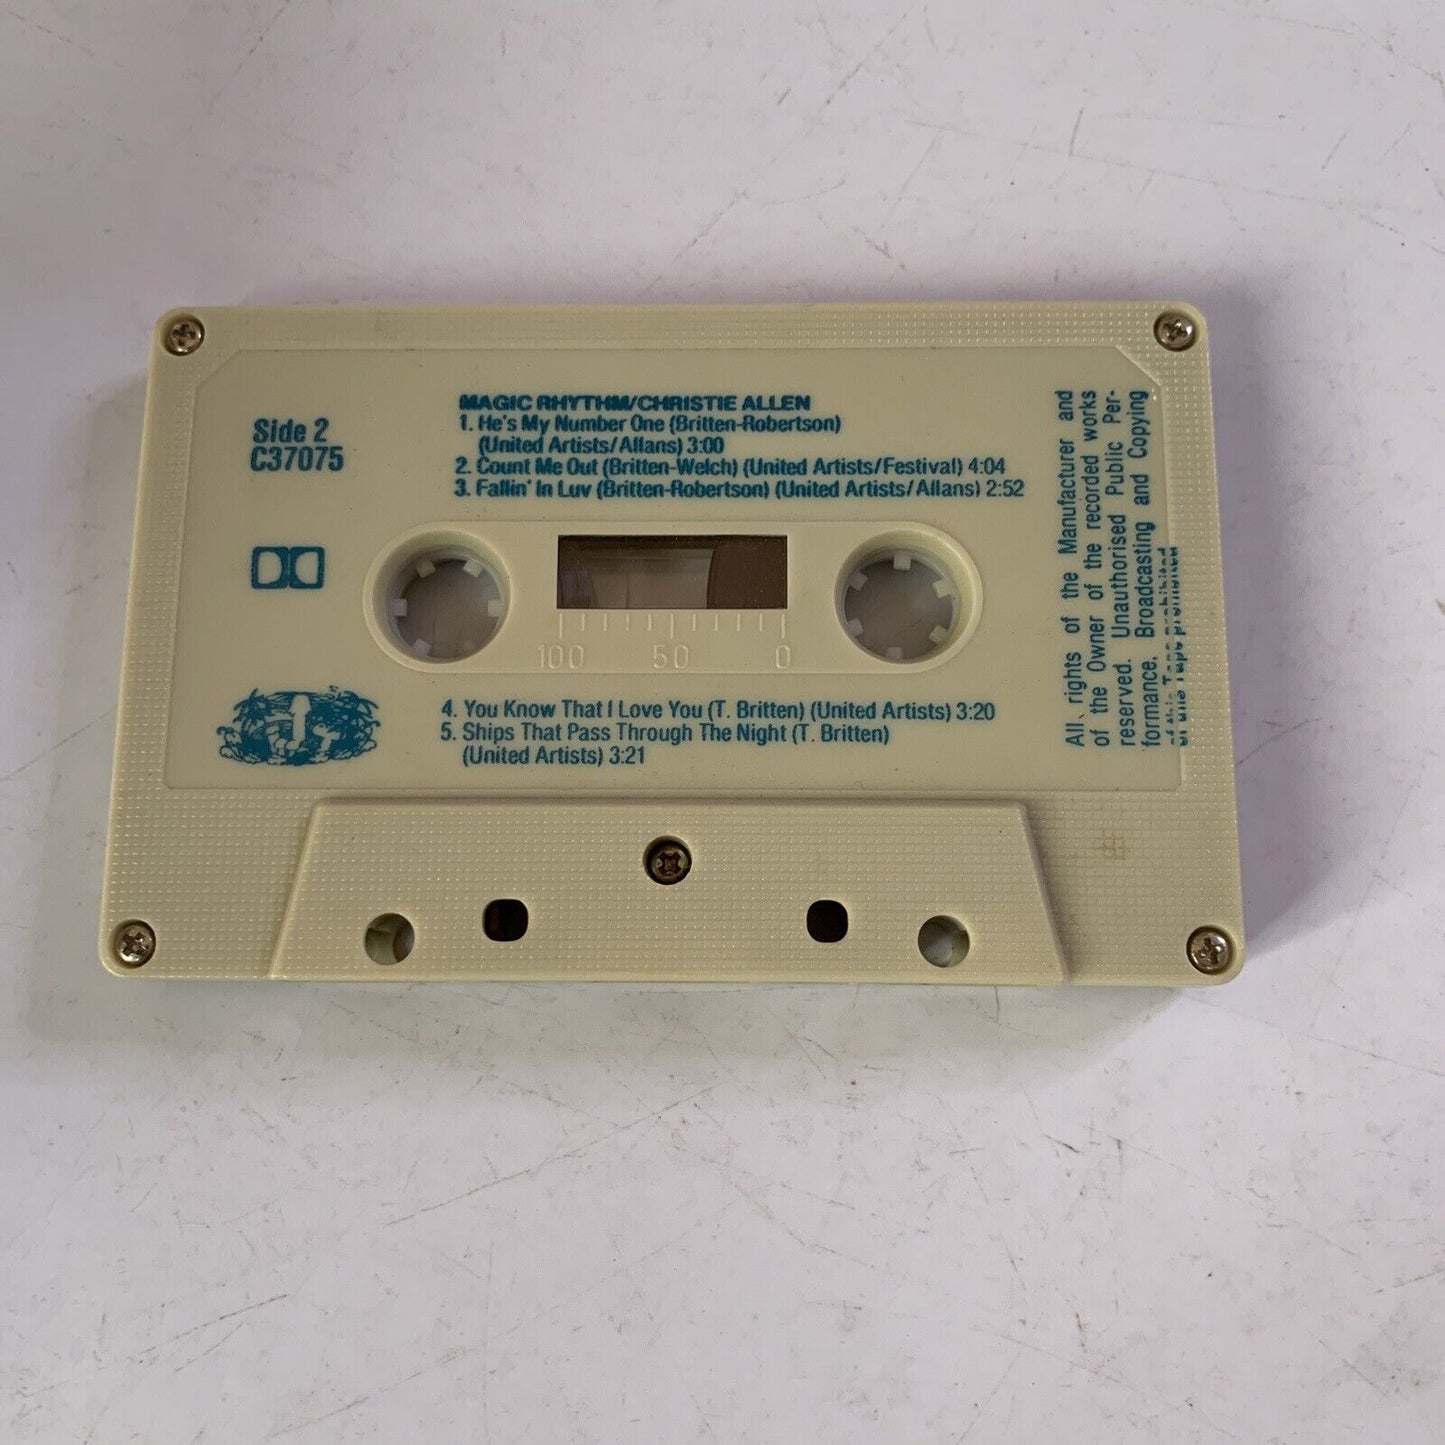 Side 2
C37075
MAGIC RHYTHM/CHRISTIE ALLEN
1. He's My Number One (Britten-Robertson)
(United Artists/Allans) 3:00
2. Count Me Out (Britten-Welch) (United Artists/Festival) 4:04
3. Fallin' In Luv (Britten-Robertson) (United Artists/Allans) 2:52
100 50 0
4. You Know That I Love You (T. Britten) (United Artists) 3:20
5. Ships That Pass Through The Night (T. Britten)
(United Artists) 3:21
All rights of the Manufacturer and
of the Owner of the recorded works
reserved. Unauthorised Public Per-
formance, Broadcasting and Copying
of this Tape prohibited